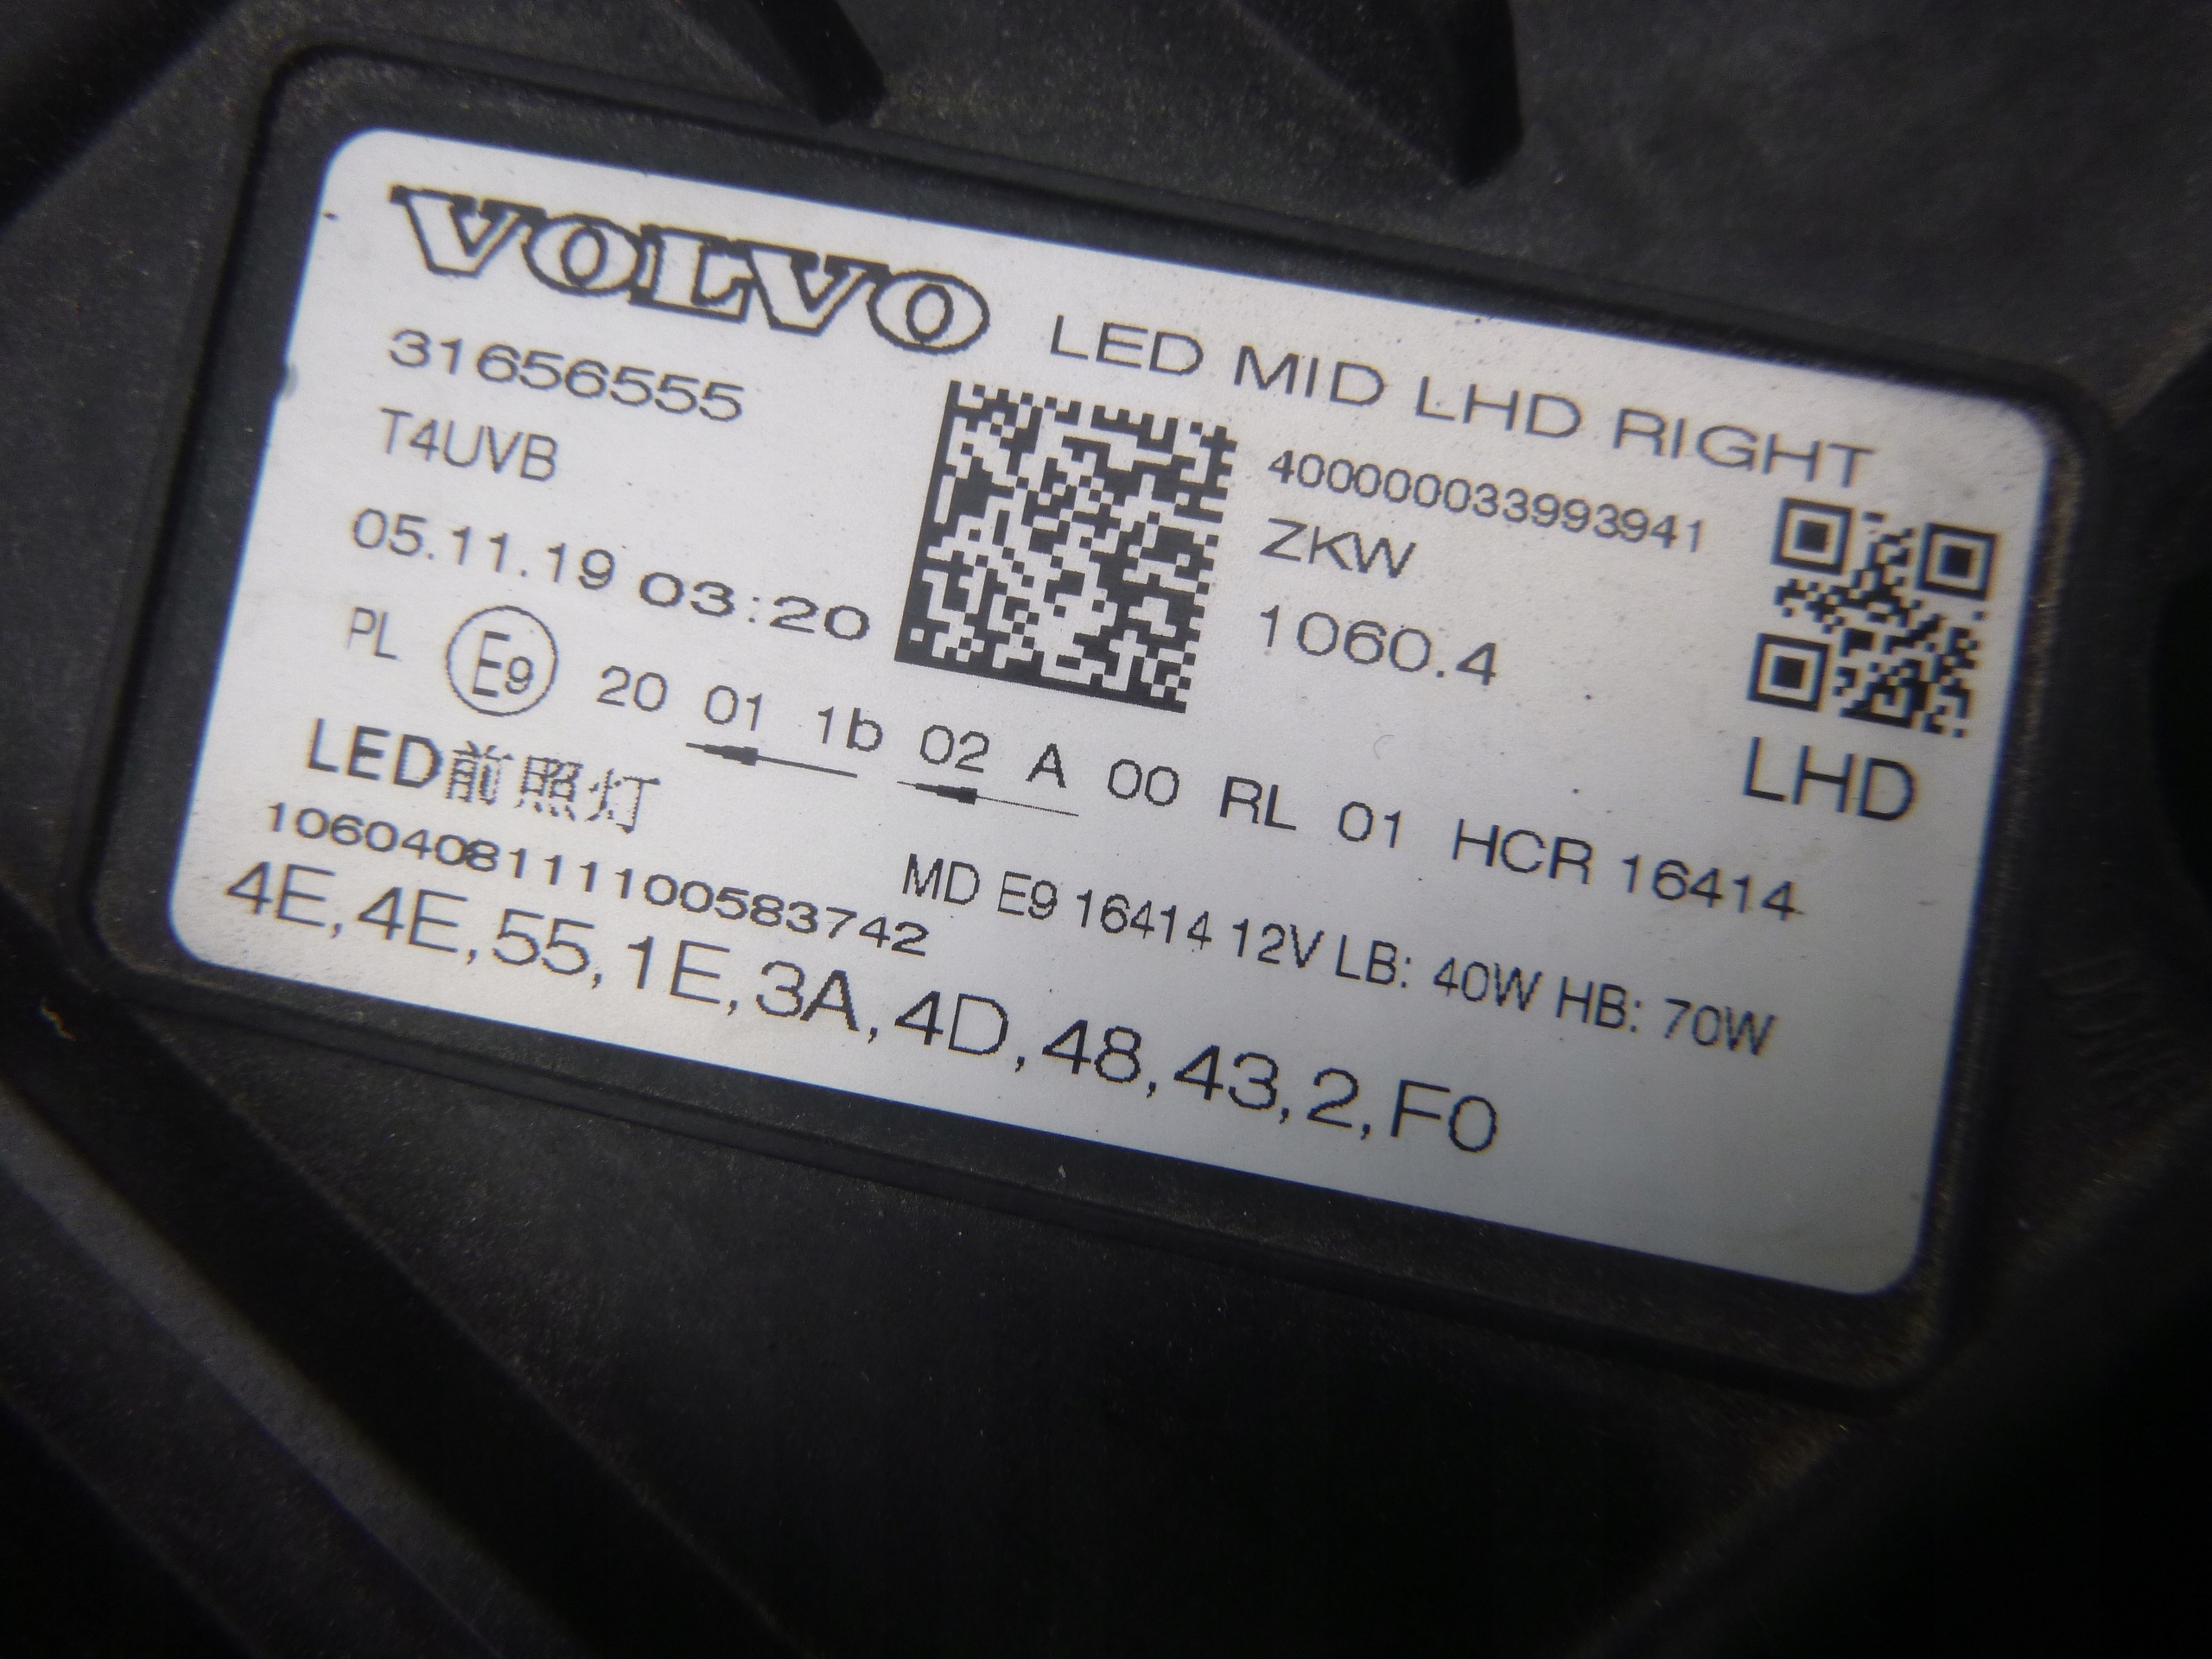 VOLVO LED MID LHD RIGHT
31656555
T4UVB
400000033993941
ZKW
05.11.19 03:20
1060.4
PL E9 20 01 1b 02 A 00 RL 01 HCR 16414
LHD
LED前照灯
MD E9 16414 12V LB: 40W HB: 70W
1060408111100583742
4E,4E,55,1E,3A,4D,48,43,2,F0